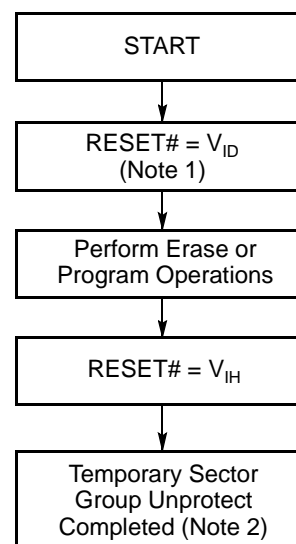 START
RESET# = VID
(Note 1)
Perform Erase or
Program Operations
RESET# = VIH
Temporary Sector
Group Unprotect
Completed (Note 2)